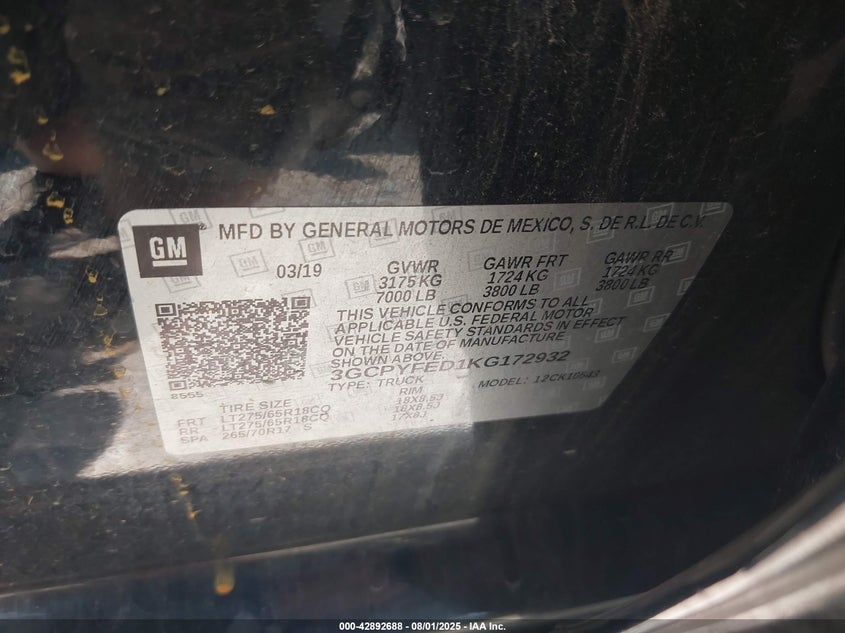 GM
MFD BY GENERAL MOTORS DE MEXICO, S. DE R.L. DE C.V.
03/19 GVWR GAWR FRT GAWR RR
3175 KG 1724 KG 1724 KG
7000 LB 3800 LB 3800 LB
THIS VEHICLE CONFORMS TO ALL
APPLICABLE U.S. FEDERAL MOTOR
VEHICLE SAFETY STANDARDS IN EFFECT
ON THE DATE OF MANUFACTURE
SHOWN ABOVE.
3GCPYFED1KG172932
8555 TYPE: TRUCK MODEL: 12CK10543
TIRE SIZE RIM
FRT LT275/65R18CQ 18X8.5J
RR LT275/65R18CQ 18X8.5J
SPA 265/70R17 S 17X8J
000-42892688 - 08/01/2025 - IAA Inc.